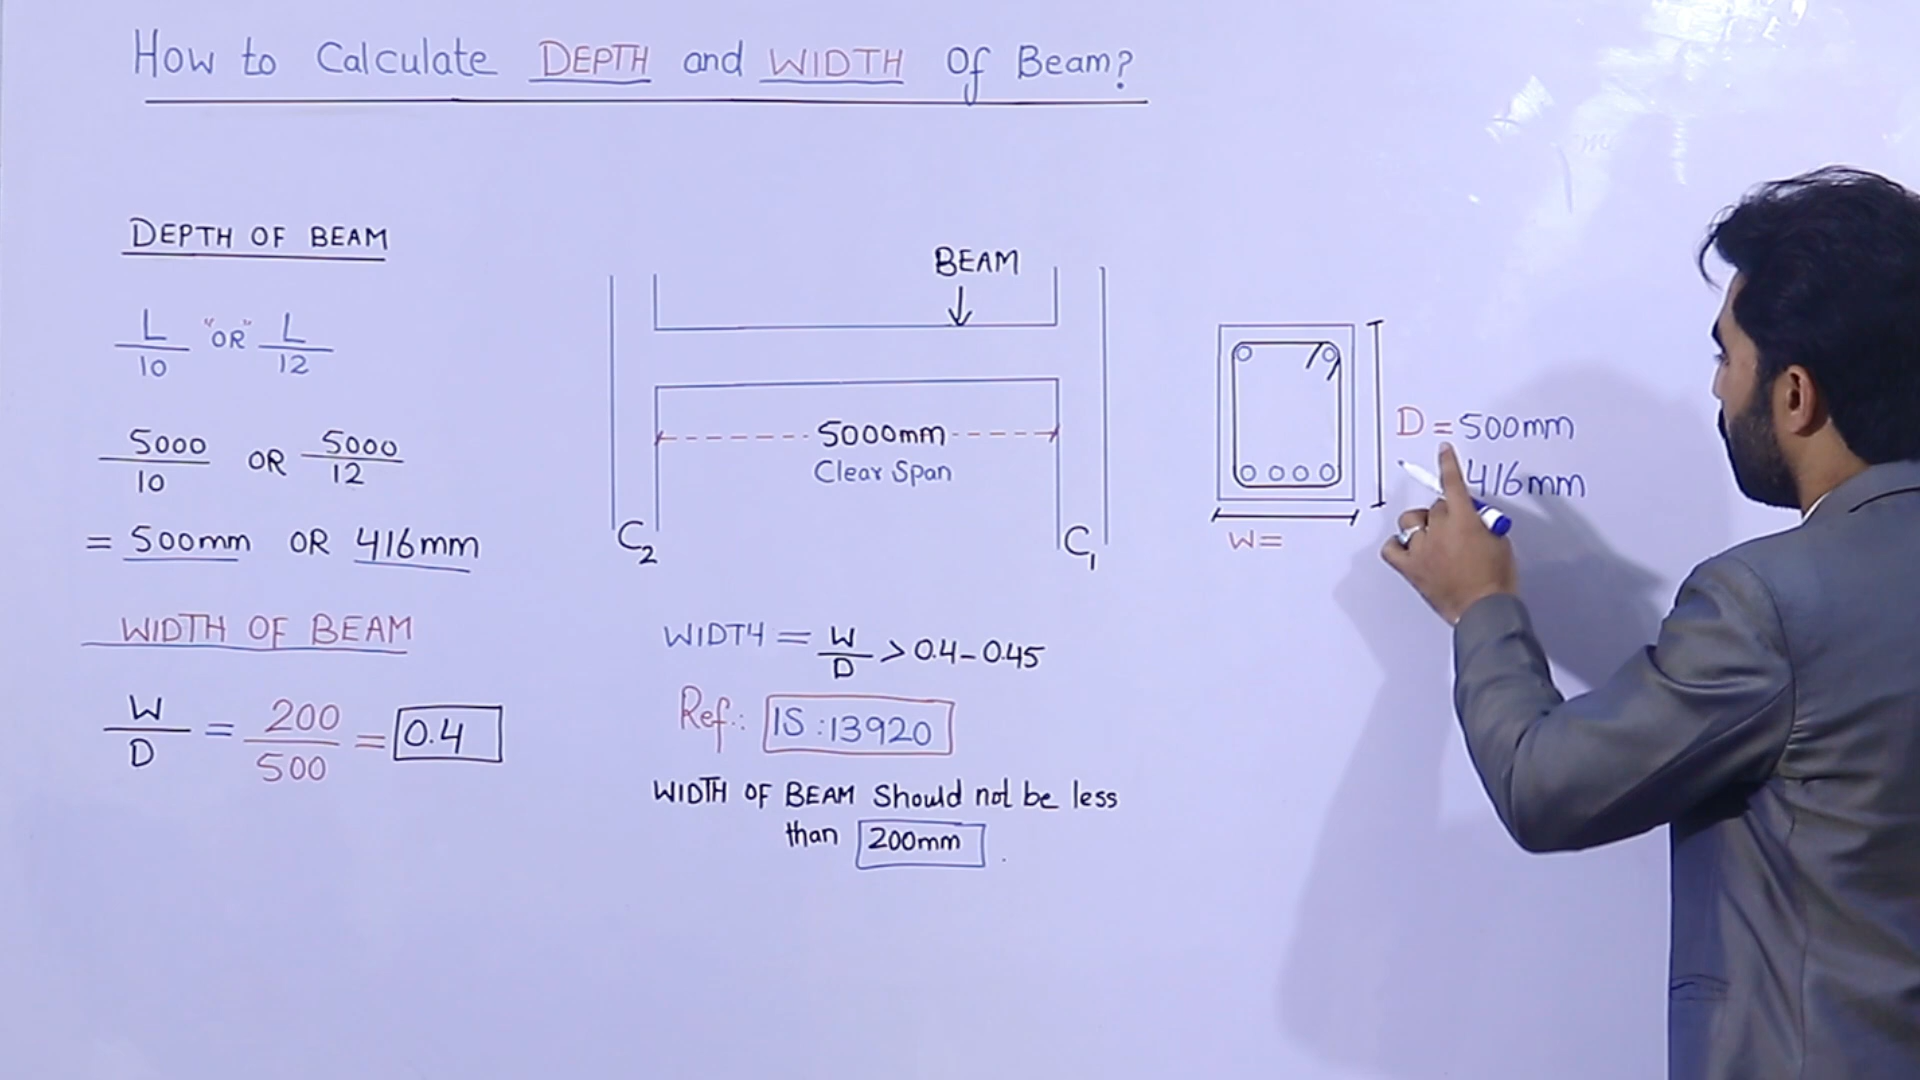 How to Calculate DEPTH and WIDTH Of Beam?
DEPTH OF BEAM
L/10 "OR" L/12
5000/10 OR 5000/12
= 500mm OR 416mm
WIDTH OF BEAM
W/D = 200/500 = 0.4
BEAM
5000mm
Clear Span
C2
C1
WIDTH = W/D > 0.4-0.45
Ref.: IS:13920
WIDTH OF BEAM Should not be less
than 200mm
D = 500mm
416mm
W=